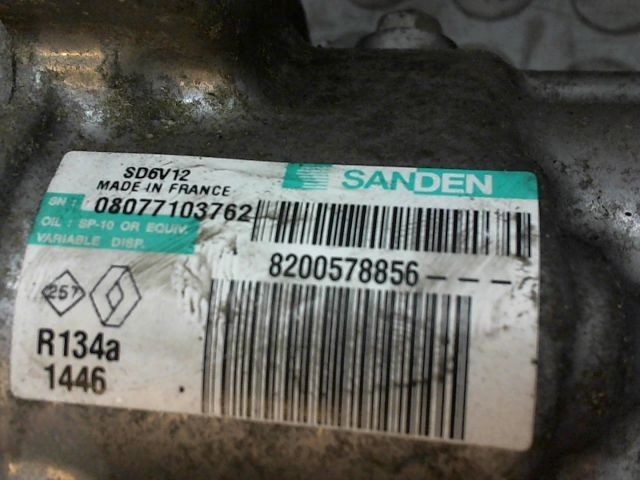 SD6V12
MADE IN FRANCE
SANDEN
SN: 08077103762
OIL: SP-10 OR EQUIV.
VARIABLE DISP.
8200578856---
257
R134a
1446